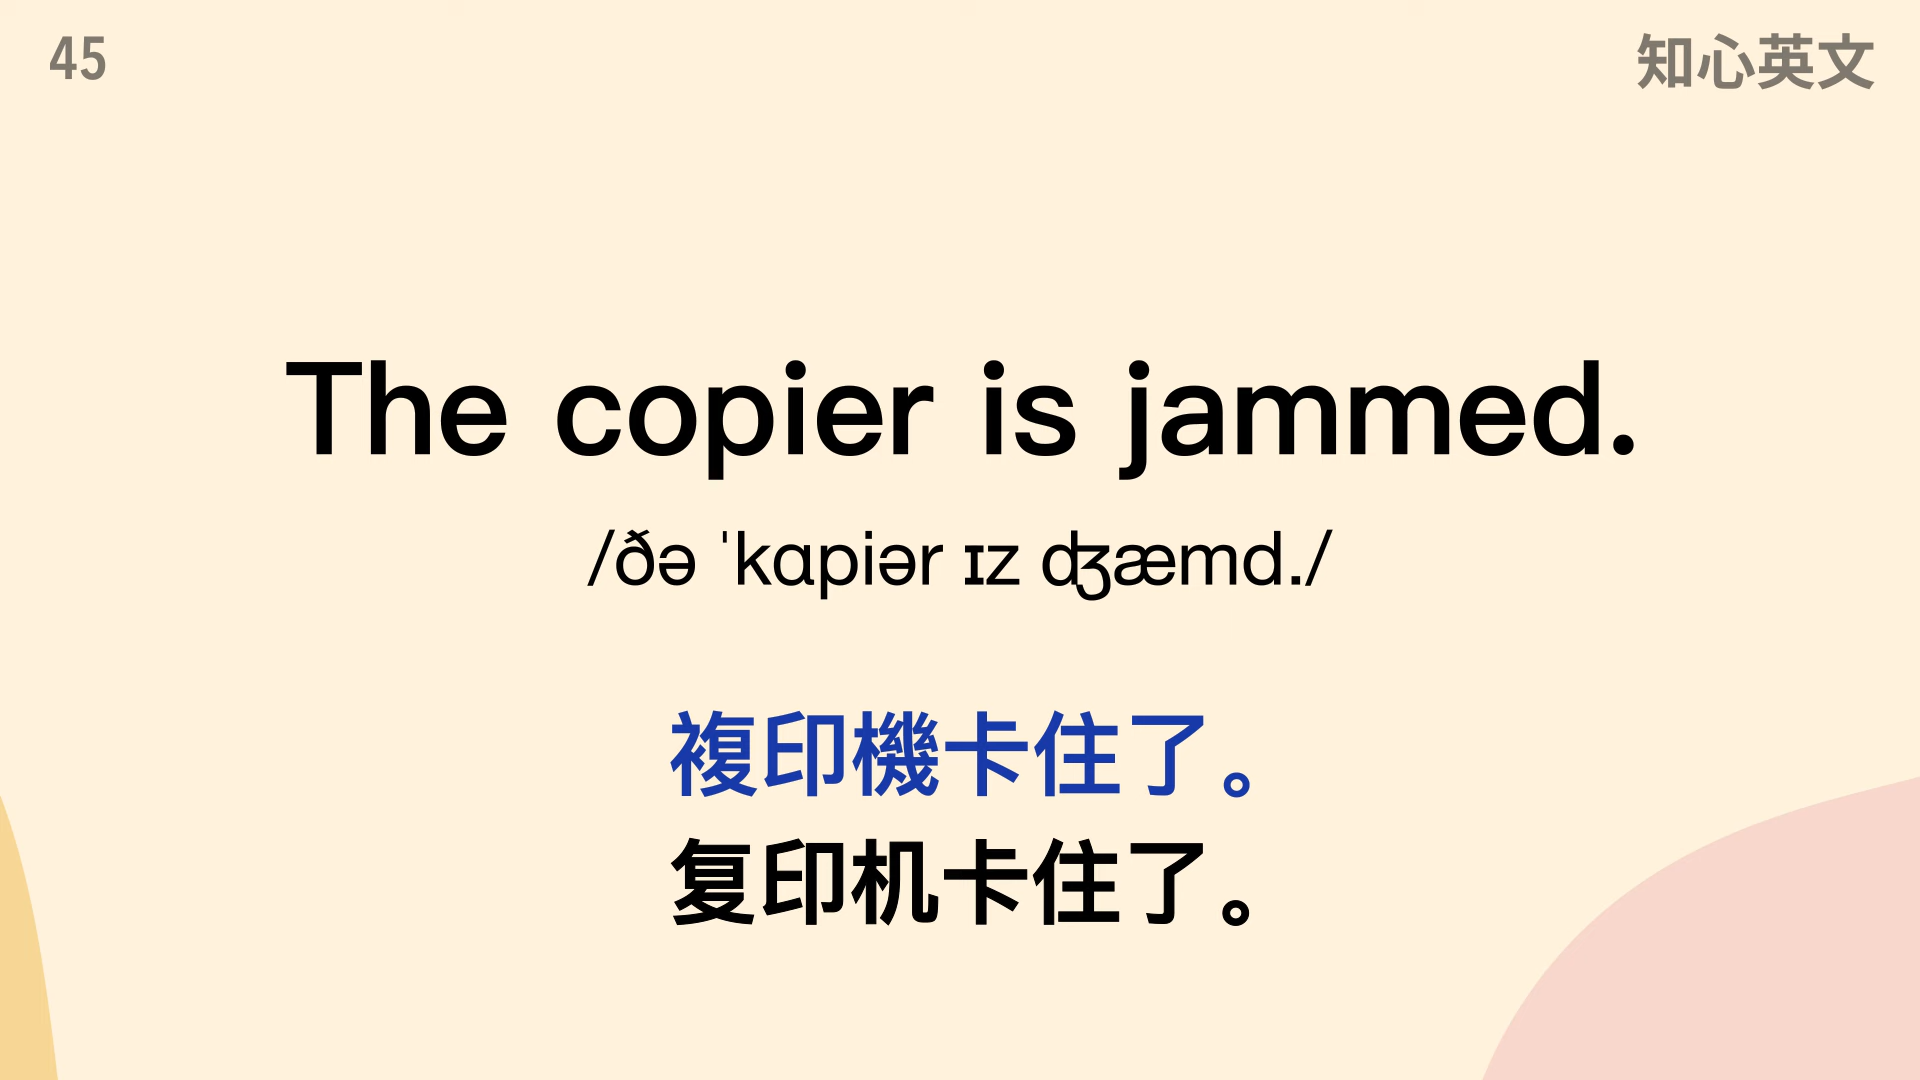 45
知心英文
The copier is jammed.
/ðə ˈkɑpiər ɪz ʤæmd./
複印機卡住了。
复印机卡住了。